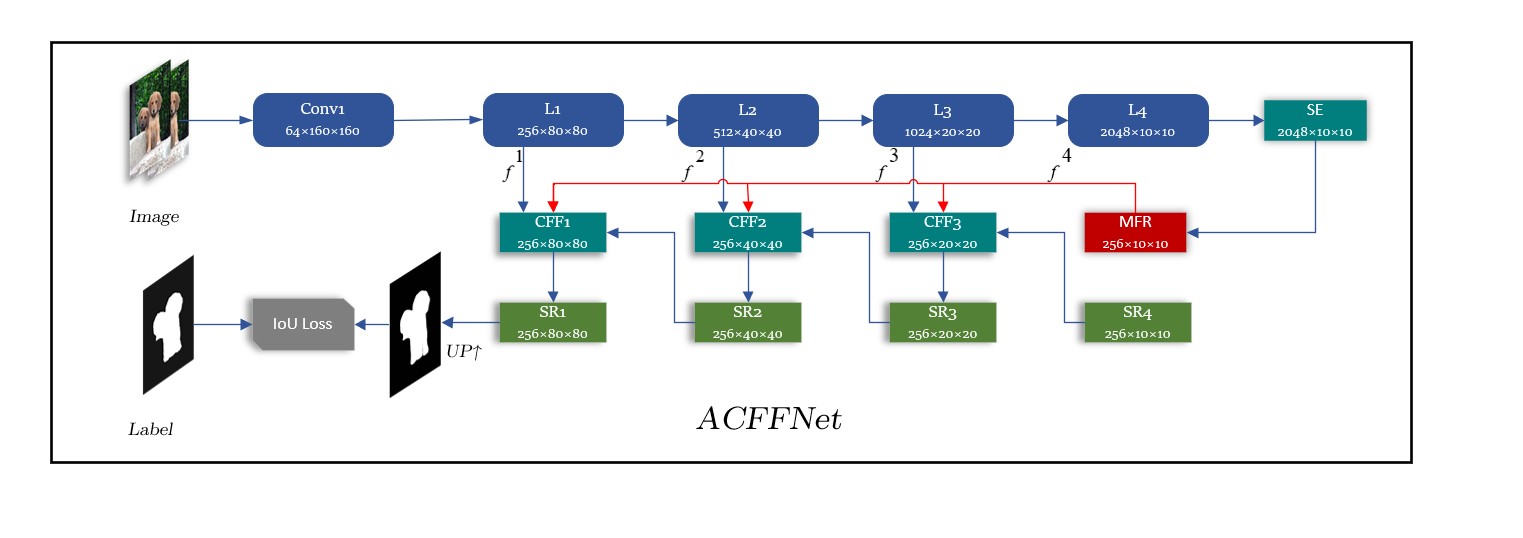 Conv1
64×160×160
L1
256×80×80
L2
512×40×40
L3
1024×20×20
L4
2048×10×10
SE
2048×10×10
f 1
f 2
f 3
f 4
Image
CFF1
256×80×80
CFF2
256×40×40
CFF3
256×20×20
MFR
256×10×10
IoU Loss
UP↑
SR1
256×80×80
SR2
256×40×40
SR3
256×20×20
SR4
256×10×10
Label
ACFFNet